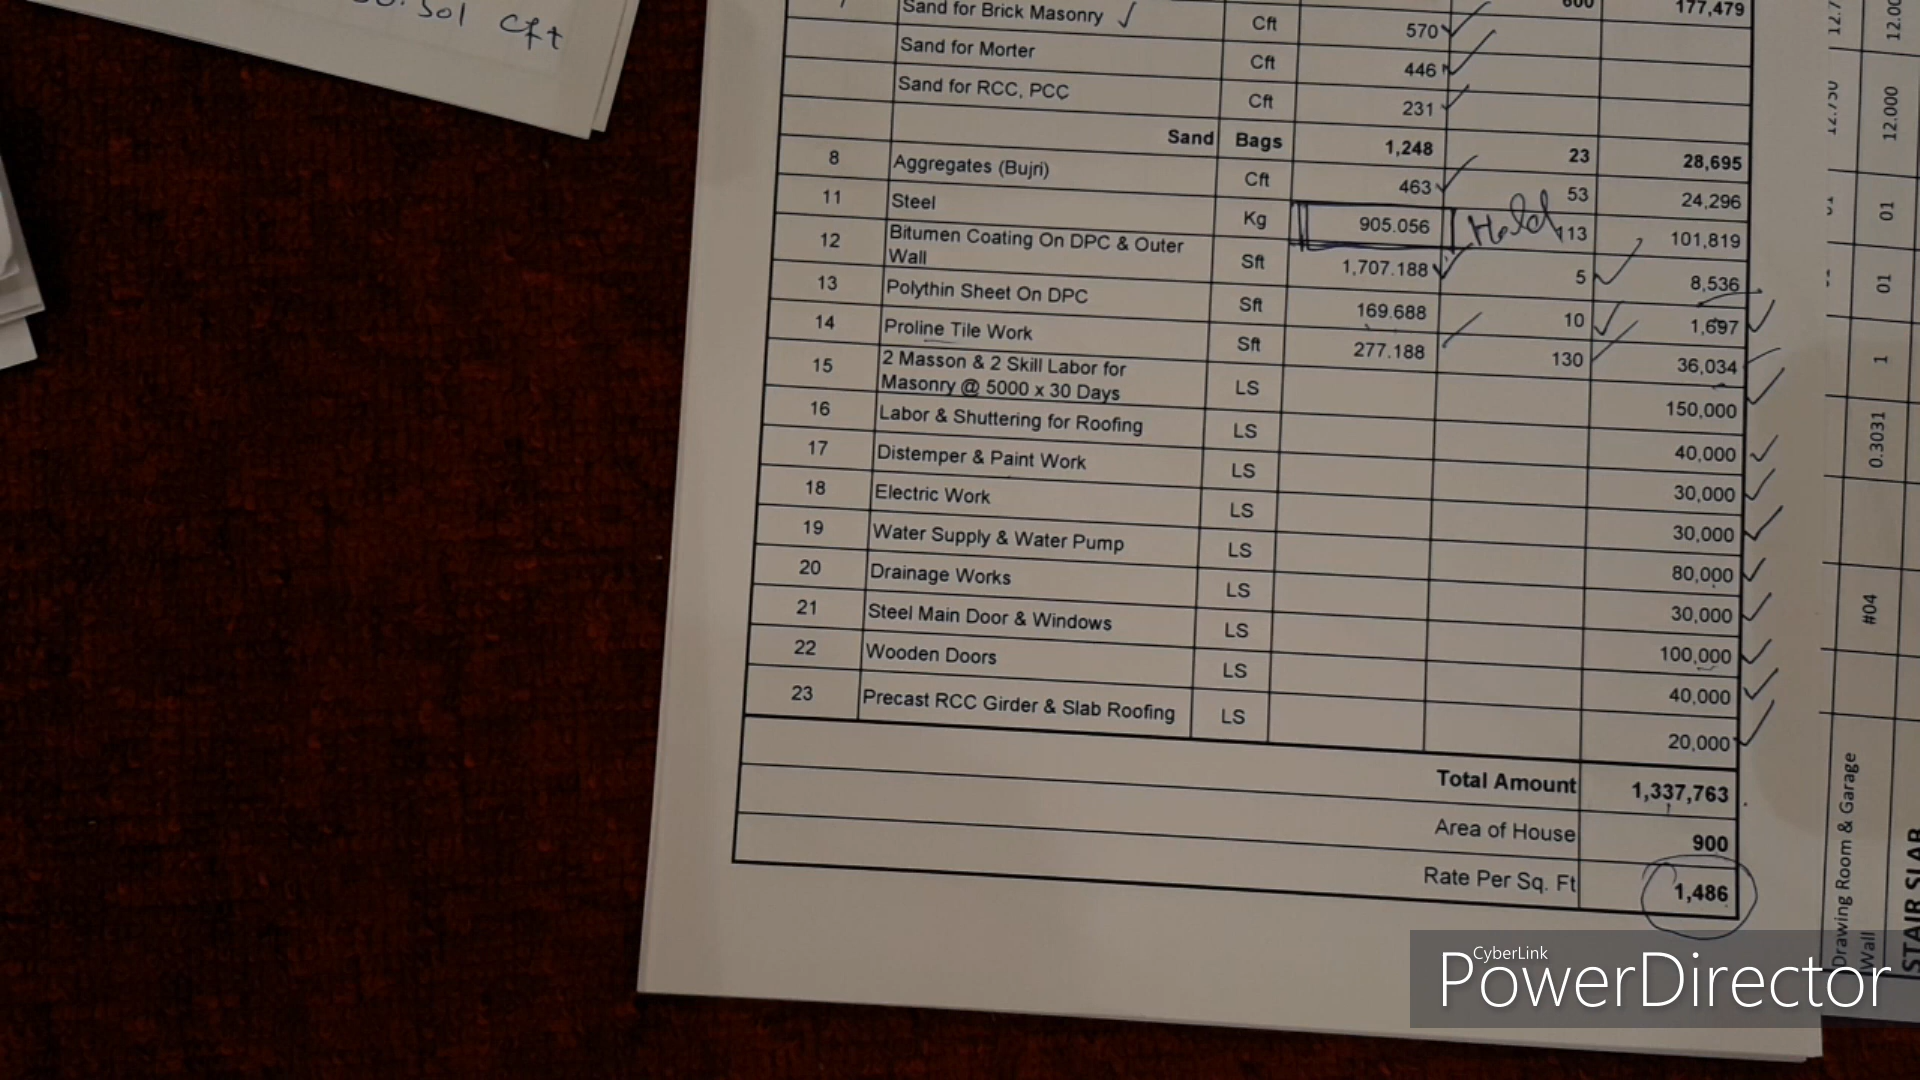 50.501 cft
7 600 177,479
Sand for Brick Masonry Cft 570
Sand for Morter Cft 446
Sand for RCC, PCC Cft 231
Sand Bags 1,248 23 28,695
8 Aggregates (Bujri) Cft 463 53 24,296
11 Steel Kg 905.056 Hold 113 101,819
12 Bitumen Coating On DPC & Outer
Wall Sft 1,707.188 5 8,536
13 Polythin Sheet On DPC Sft 169.688 10 1,697
14 Proline Tile Work Sft 277.188 130 36,034
15 2 Masson & 2 Skill Labor for
Masonry @ 5000 x 30 Days LS 150,000
16 Labor & Shuttering for Roofing LS 40,000
17 Distemper & Paint Work LS 30,000
18 Electric Work LS 30,000
19 Water Supply & Water Pump LS 80,000
20 Drainage Works LS 30,000
21 Steel Main Door & Windows LS 100,000
22 Wooden Doors LS 40,000
23 Precast RCC Girder & Slab Roofing LS 20,000
Total Amount 1,337,763
Area of House 900
Rate Per Sq. Ft 1,486
12.750
12.00
12.000
01
01
1
0.3031
#04
Drawing Room & Garage
Wall
STAIR SLAB
CyberLink
PowerDirector